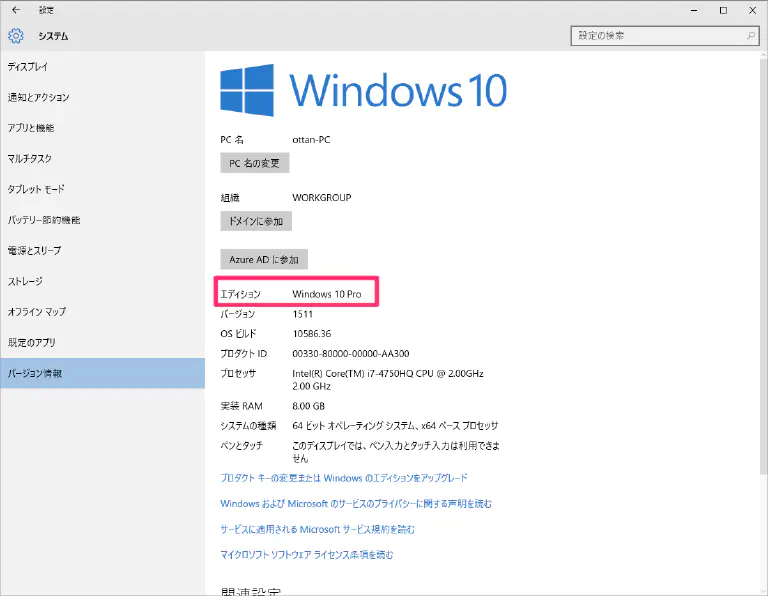 設定
システム
設定の検索
ディスプレイ
通知とアクション
アプリと機能
マルチタスク
タブレット モード
バッテリー節約機能
電源とスリープ
ストレージ
オフライン マップ
既定のアプリ
バージョン情報
Windows 10
PC 名 ottan-PC
PC 名の変更
組織 WORKGROUP
ドメインに参加
Azure AD に参加
エディション Windows 10 Pro
バージョン 1511
OS ビルド 10586.36
プロダクト ID 00330-80000-00000-AA300
プロセッサ Intel(R) Core(TM) i7-4750HQ CPU @ 2.00GHz
2.00 GHz
実装 RAM 8.00 GB
システムの種類 64 ビット オペレーティング システム、x64 ベース プロセッサ
ペンとタッチ このディスプレイでは、ペン入力とタッチ入力は利用できま
せん
プロダクト キーの変更または Windows のエディションをアップグレード
Windows および Microsoft のサービスのプライバシーに関する声明を読む
サービスに適用される Microsoft サービス規約を読む
マイクロソフト ソフトウェア ライセンス条項を読む
関連設定